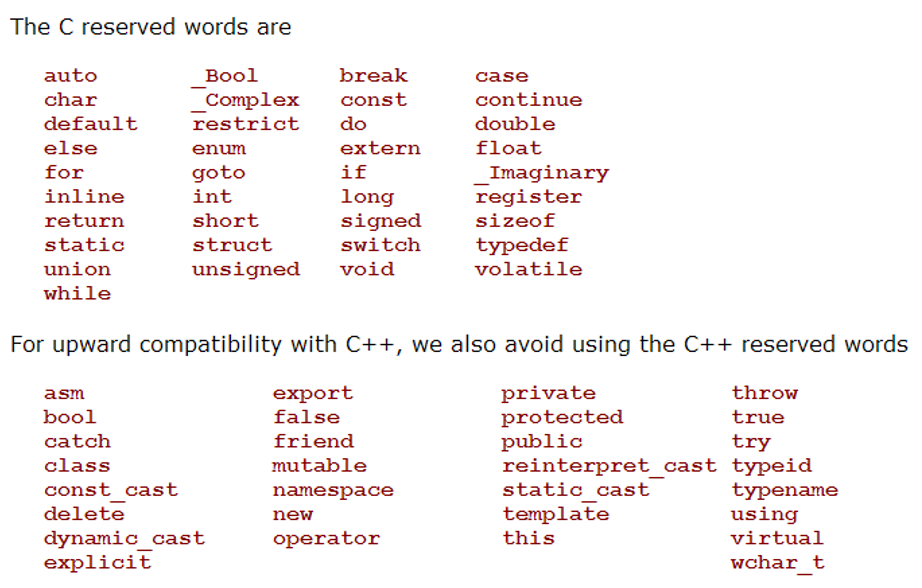 The C reserved words are
auto _Bool break case
char _Complex const continue
default restrict do double
else enum extern float
for goto if _Imaginary
inline int long register
return short signed sizeof
static struct switch typedef
union unsigned void volatile
while
For upward compatibility with C++, we also avoid using the C++ reserved words
asm export private throw
bool false protected true
catch friend public try
class mutable reinterpret_cast typeid
const_cast namespace static_cast typename
delete new template using
dynamic_cast operator this virtual
explicit wchar_t